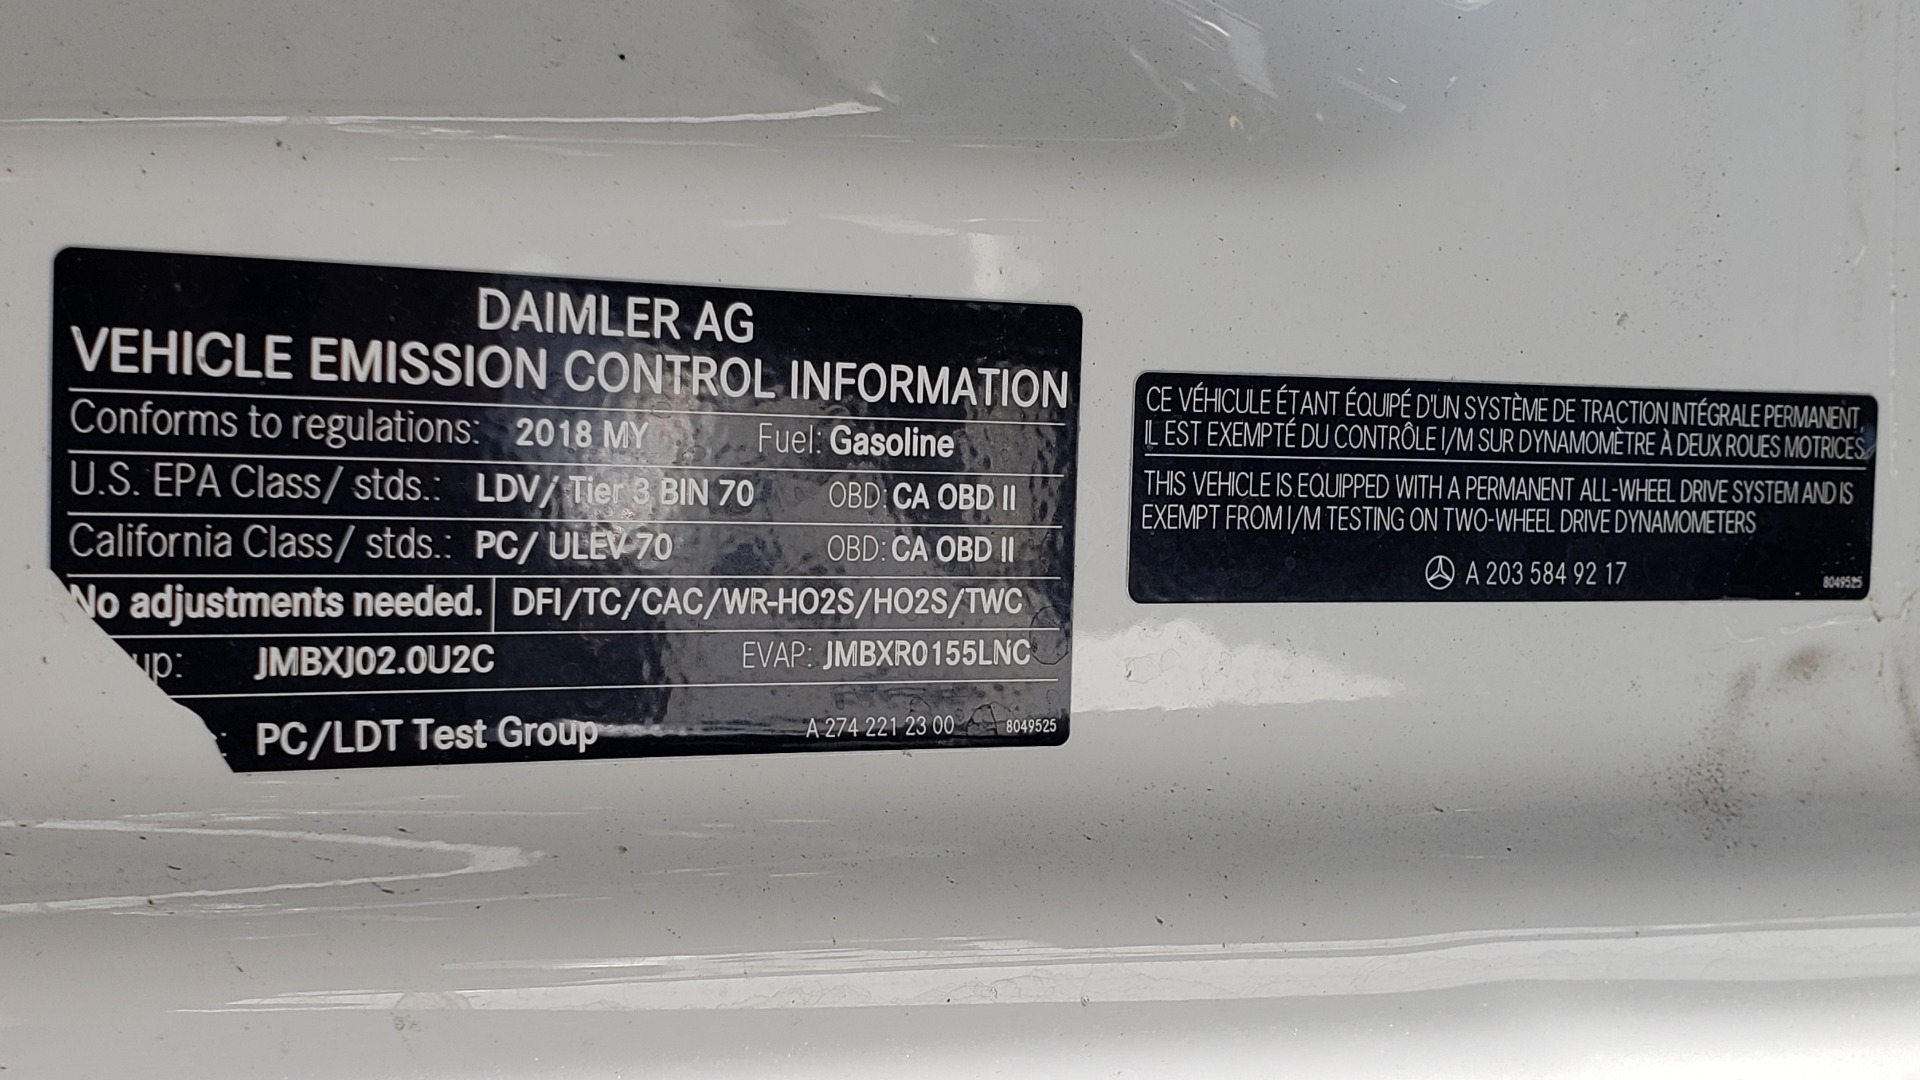 DAIMLER AG
VEHICLE EMISSION CONTROL INFORMATION
Conforms to regulations: 2018 MY Fuel: Gasoline
U.S. EPA Class/ stds.: LDV/ Tier 3 BIN 70 OBD: CA OBD II
California Class/ stds.: PC/ ULEV 70 OBD: CA OBD II
No adjustments needed. DFI/TC/CAC/WR-HO2S/HO2S/TWC
up: JMBXJ02.0U2C EVAP: JMBXR0155LNC
: PC/LDT Test Group A 274 221 23 00 8049525
CE VÉHICULE ÉTANT ÉQUIPÉ D'UN SYSTÈME DE TRACTION INTÉGRALE PERMANENT,
IL EST EXEMPTÉ DU CONTRÔLE I/M SUR DYNAMOMÈTRE À DEUX ROUES MOTRICES.
THIS VEHICLE IS EQUIPPED WITH A PERMANENT ALL-WHEEL DRIVE SYSTEM AND IS
EXEMPT FROM I/M TESTING ON TWO-WHEEL DRIVE DYNAMOMETERS
A 203 584 92 17 8049525